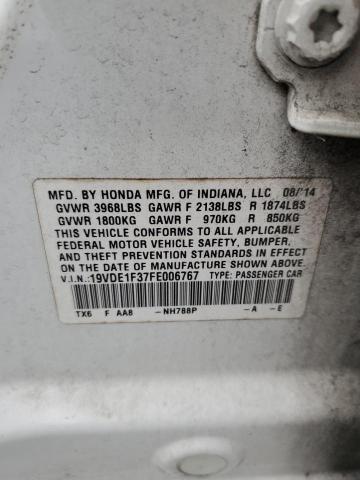 MFD. BY HONDA MFG. OF INDIANA, LLC 08/'14
GVWR 3968LBS GAWR F 2138LBS R 1874LBS
GVWR 1800KG GAWR F 970KG R 850KG
THIS VEHICLE CONFORMS TO ALL APPLICABLE
FEDERAL MOTOR VEHICLE SAFETY, BUMPER,
AND THEFT PREVENTION STANDARDS IN EFFECT
ON THE DATE OF MANUFACTURE SHOWN ABOVE.
V.I.N.:19VDE1F37FE006767 TYPE: PASSENGER CAR
TX6 F AA8 -NH788P -A -E